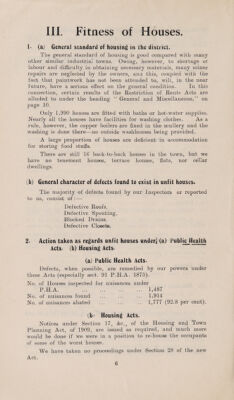 III. Fitness of Houses.
1. (a) General standard of housing in the district.
The general standard of housing is good compared with many
other similar industrial towns. Owing, however, to shortage of
labour and difficulty in obtaining necessary materials, many minor
repairs are neglected by the owners, and this, coupled with the
fact that paintwork has not been attended to, will, in the near
future, have a serious effect on the general condition. In this
connection, certain results of the Restriction of Rents Acts are
alluded to under the heading "General and Miscellaneous," on
page 10.
Only 1,390 houses are fitted with baths or hot-water supplies.
Nearly all the houses have facilities for washing clothes. As a
rule, however, the copper boilers are fixed in the scullery and the
washing is done there—no outside washhouses being provided.
A large proportion of houses are deficient in accommodation
for storing food stuffs.
There are still 16 back-to-back houses in the town, but we
have no tenement houses, terrace houses, flats, nor cellar
dwellings.
(b) General character of defects found to exist in unfit houses.
The majority of defects found by our Inspectors or reported
to us, consist of:—
Defective Roofs.
Defective Spouting.
Blocked Drains.
Defective Closets.
2. Action taken as regards unfit houses under; (a) Public Health
Acts. (b) Housing Acts.
(a) Public Health Acts.
Defects, when possible, are remedied by our powers under
these Acts (especially sect. 91 P.H.A. 1875).
No. of Houses inspected for nuisances under
P.H.A. ... ... ... ... 1,487
No. of nuisances found ... ... ... 1,914
No. of nuisances abated ... ... ... 1,777 (92.8 per cent).
(b) Housing Acts.
Notices under Section 17, &c., of the Housing and Town
Planning Act, of 1909, are issued as required, and much more
would be done if we were in a position to re-house the occupants
of some of the worst houses.
We have taken no proceedings under Section 28 of the new
Act.
6